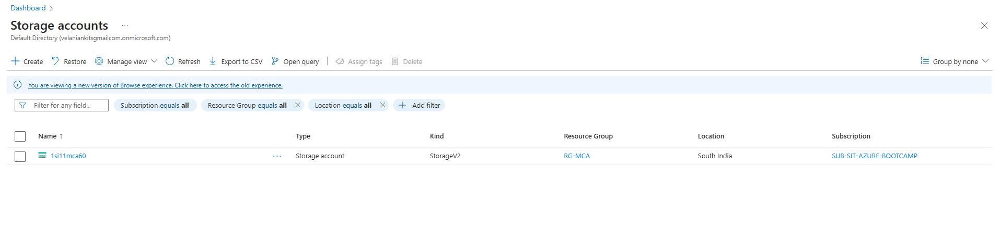 Dashboard >
Storage accounts ...
Default Directory (velaniankitsgmailcom.onmicrosoft.com)
Create Restore Manage view Refresh Export to CSV Open query Assign tags Delete Group by none
You are viewing a new version of Browse experience. Click here to access the old experience.
Filter for any field... Subscription equals all Resource Group equals all Location equals all Add filter
Name ↑ Type Kind Resource Group Location Subscription
1si11mca60 ... Storage account StorageV2 RG-MCA South India SUB-SIT-AZURE-BOOTCAMP